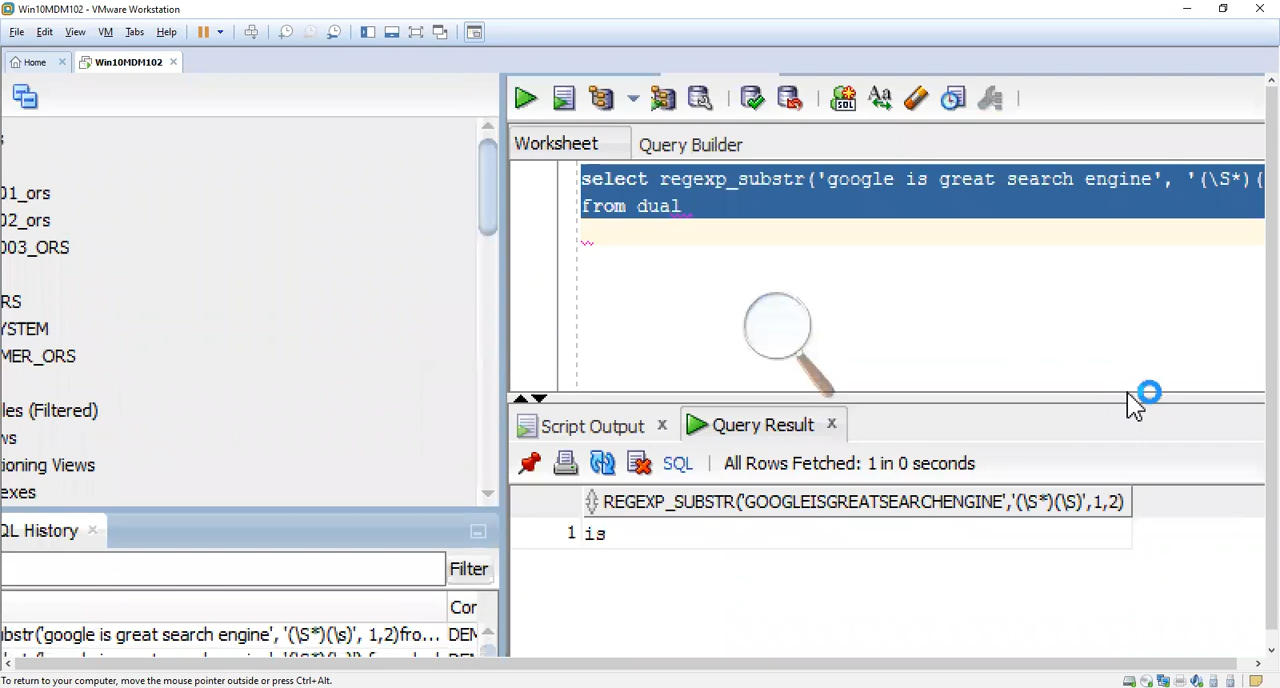 Win10MDM102 - VMware Workstation
File Edit View VM Tabs Help
Home Win10MDM102
Worksheet Query Builder
select regexp_substr('google is great search engine', '(\S*)(
from dual
s
01_ors
02_ors
003_ORS
RS
YSTEM
MER_ORS
les (Filtered)
ws
ioning Views
exes
Script Output Query Result
SQL All Rows Fetched: 1 in 0 seconds
REGEXP_SUBSTR('GOOGLEISGREATSEARCHENGINE','(\S*)(\S)',1,2)
1 is
QL History
Filter
Cor
ubstr('google is great search engine', '(\S*)(\s)', 1,2)fro... DEM
To return to your computer, move the mouse pointer outside or press Ctrl+Alt.